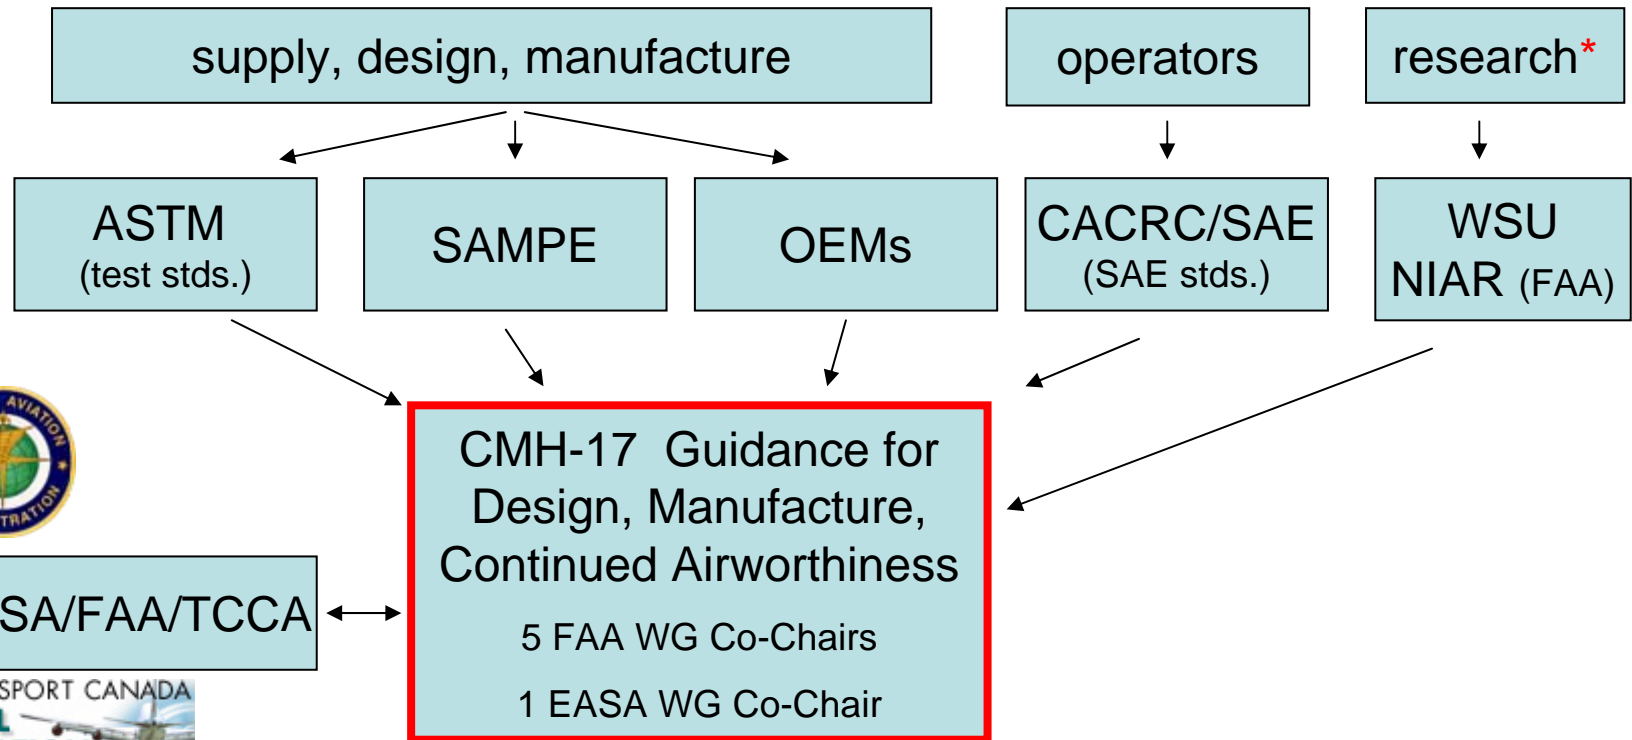 supply, design, manufacture
operators
research*
ASTM
(test stds.)
SAMPE
OEMs
CACRC/SAE
(SAE stds.)
WSU
NIAR (FAA)
AVIATION
CMH-17 Guidance for
Design, Manufacture,
Continued Airworthiness
5 FAA WG Co-Chairs
1 EASA WG Co-Chair
SA/FAA/TCCA
SPORT CANADA